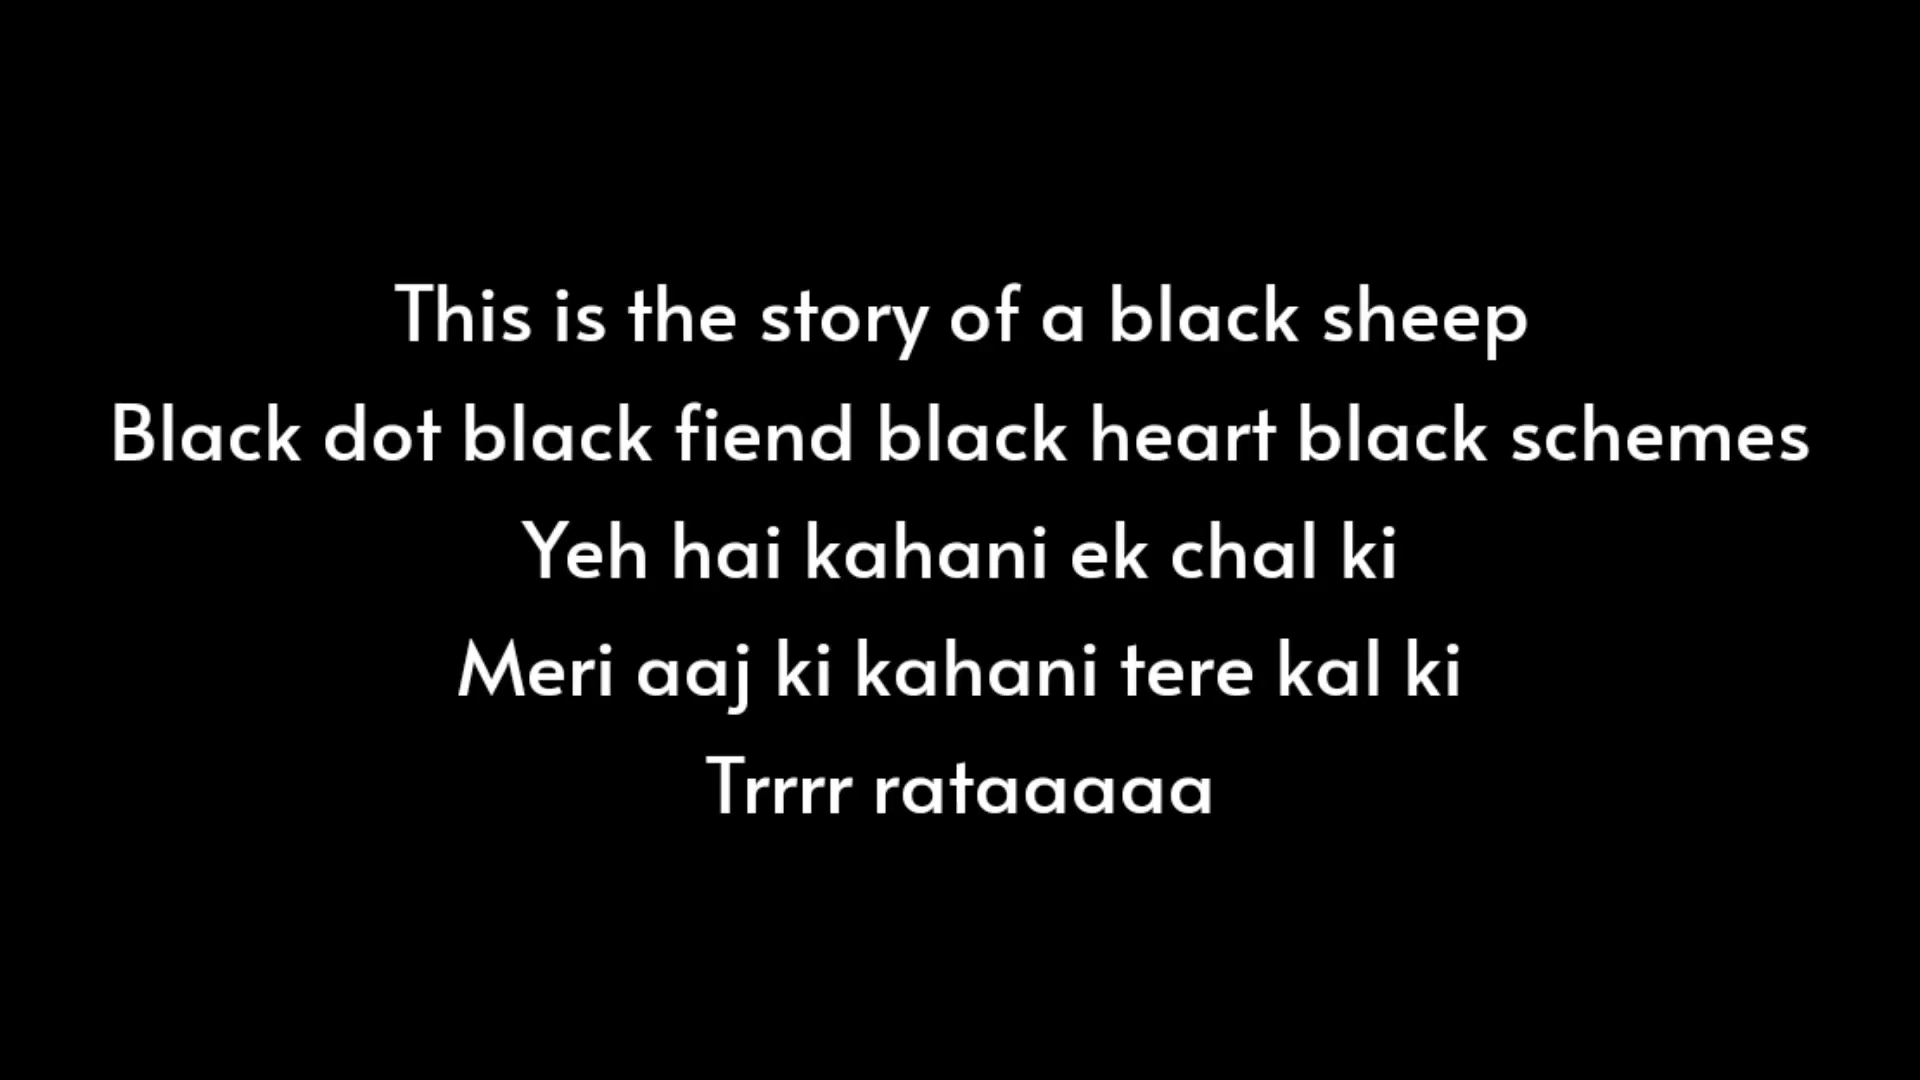 This is the story of a black sheep
Black dot black fiend black heart black schemes
Yeh hai kahani ek chal ki
Meri aaj ki kahani tere kal ki
Trrrr rataaaaa